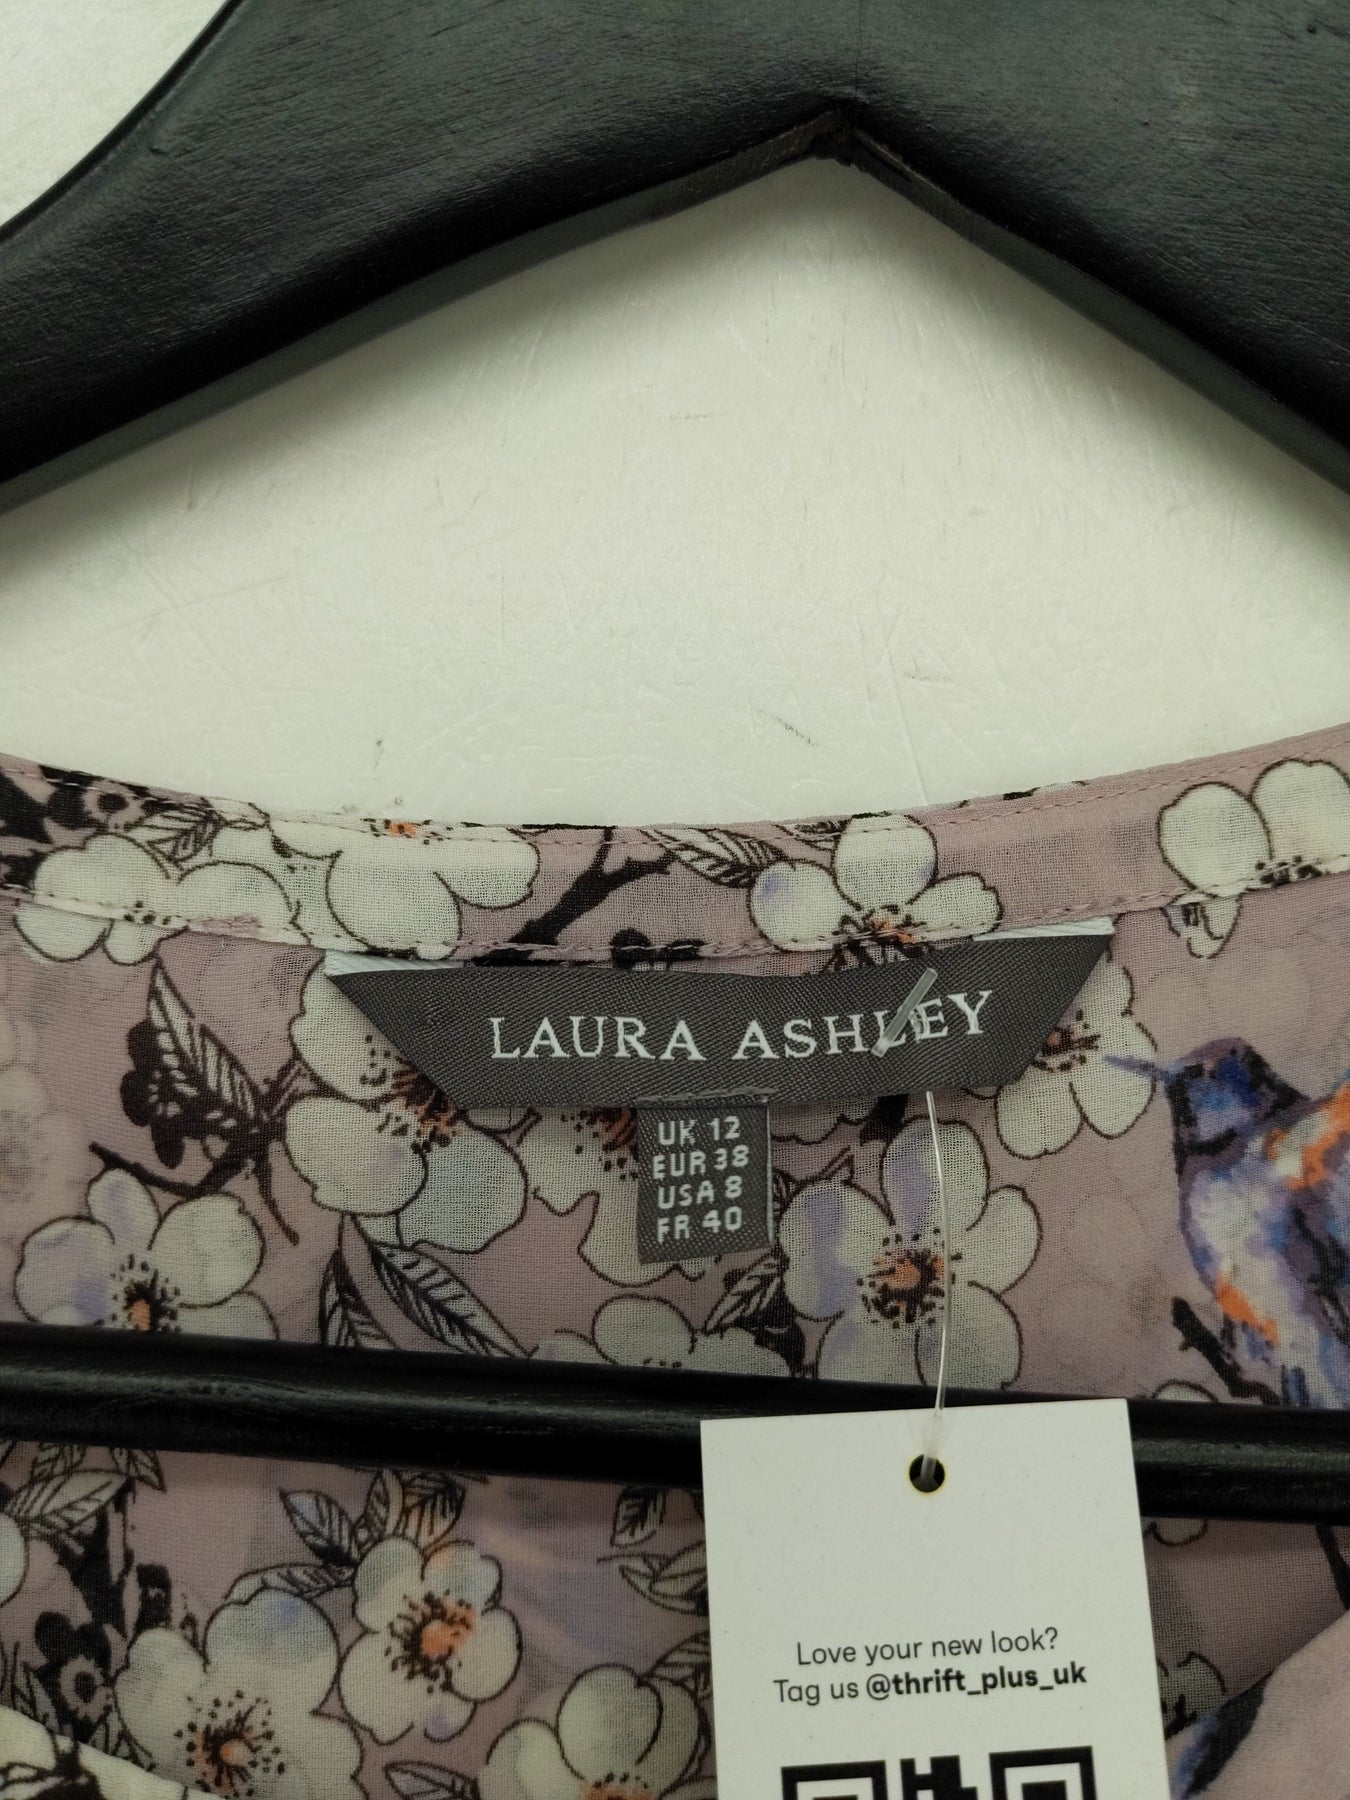 LAURA ASHLEY
UK 12
EUR 38
USA 8
FR 40
Love your new look?
Tag us @thrift_plus_uk